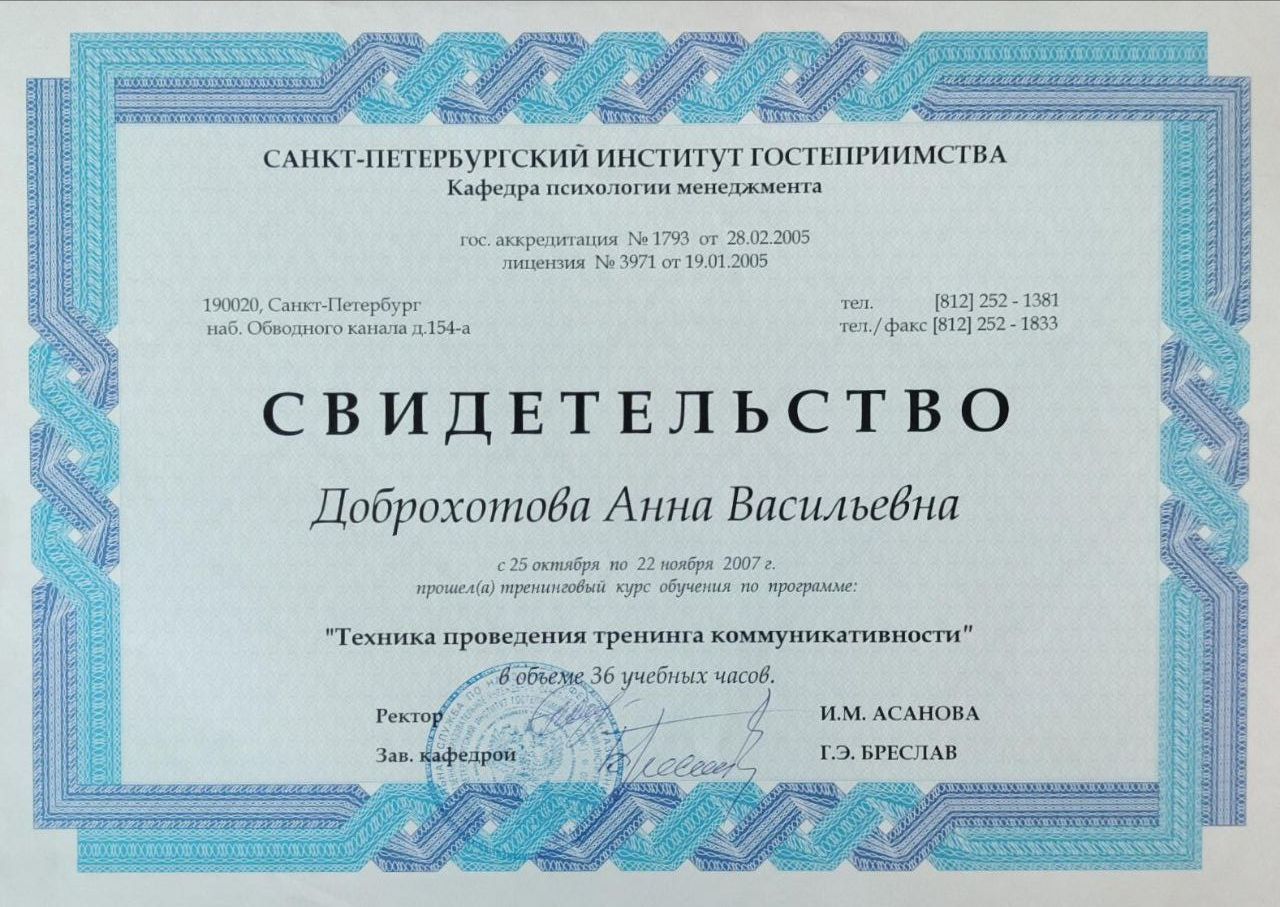 САНКТ-ПЕТЕРБУРГСКИЙ ИНСТИТУТ ГОСТЕПРИИМСТВА
Кафедра психологии менеджмента
гос. аккредитация № 1793 от 28.02.2005
лицензия № 3971 от 19.01.2005
190020, Санкт-Петербург
наб. Обводного канала д.154-а
тел. [812] 252 - 1381
тел./факс [812] 252 - 1833
СВИДЕТЕЛЬСТВО
Доброхотова Анна Васильевна
с 25 октября по 22 ноября 2007 г.
прошел(а) тренинговый курс обучения по программе:
"Техника проведения тренинга коммуникативности"
в объеме 36 учебных часов.
Ректор И.М. АСАНОВА
Зав. кафедрой Г.Э. БРЕСЛАВ